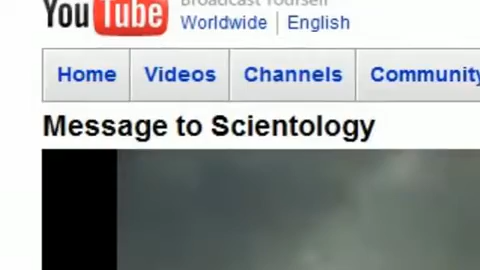 YouTube
Broadcast Yourself
Worldwide English
Home Videos Channels Community
Message to Scientology